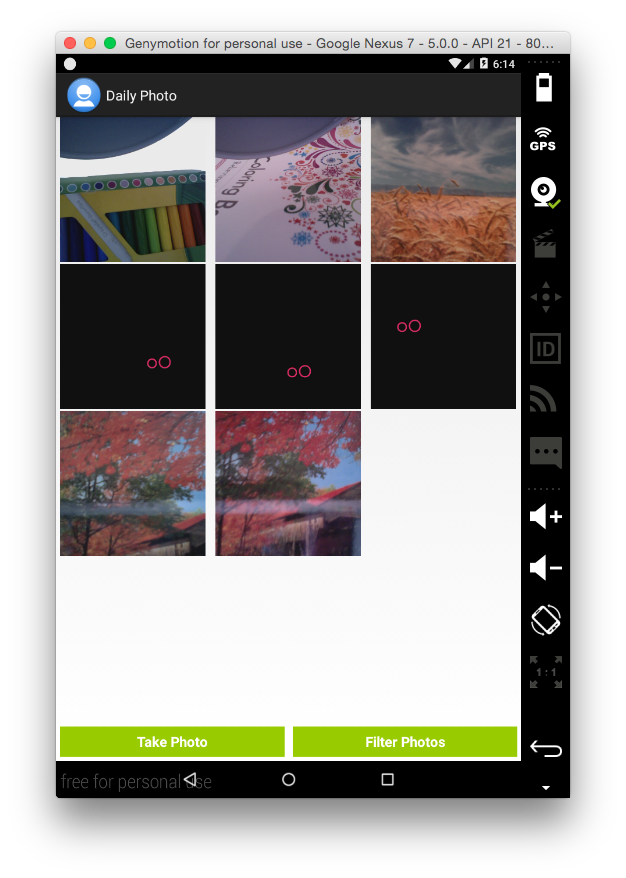 Genymotion for personal use - Google Nexus 7 - 5.0.0 - API 21 - 80...
6:14
Daily Photo
GPS
Coloring
ID
1:1
Take Photo
Filter Photos
free for personal use